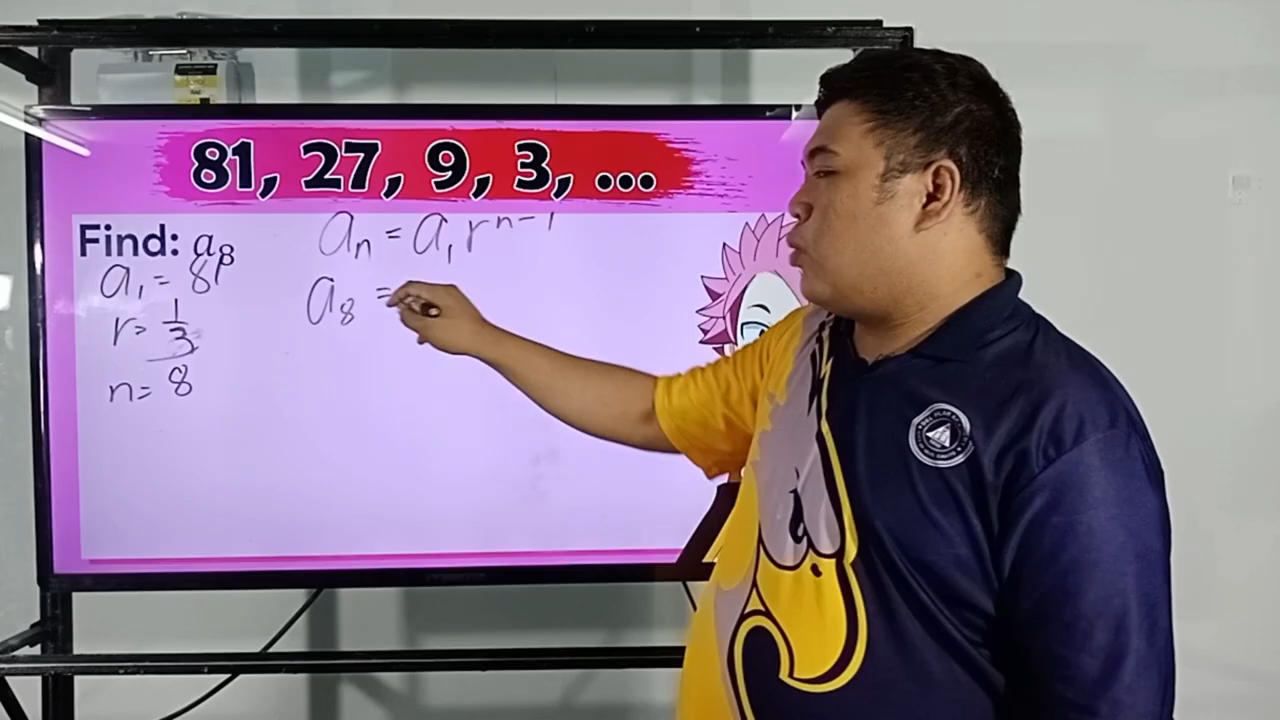 81, 27, 9, 3, ...
Find: a₈
aₙ = a₁rⁿ⁻¹
a₁ = 81
a₈ =
r = 1/3
n = 8